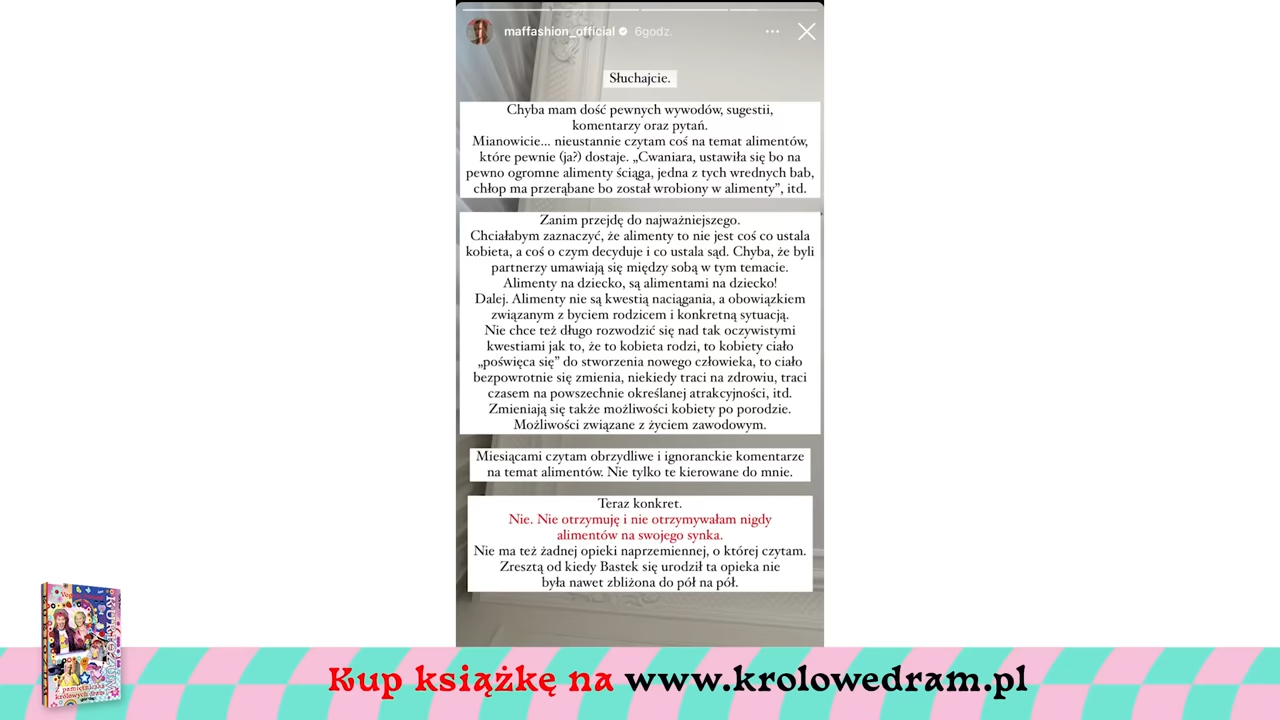 maffashion_official 6godz.
Słuchajcie.
Chyba mam dość pewnych wywodów, sugestii,
komentarzy oraz pytań.
Mianowicie... nieustannie czytam coś na temat alimentów,
które pewnie (ja?) dostaje. „Cwaniara, ustawiła się bo na
pewno ogromne alimenty ściąga, jedna z tych wrednych bab,
chłop ma przerąbane bo został wrobiony w alimenty”, itd.
Zanim przejdę do najważniejszego.
Chciałabym zaznaczyć, że alimenty to nie jest coś co ustala
kobieta, a coś o czym decyduje i co ustala sąd. Chyba, że byli
partnerzy umawiają się między sobą w tym temacie.
Alimenty na dziecko, są alimentami na dziecko!
Dalej. Alimenty nie są kwestią naciągania, a obowiązkiem
związanym z byciem rodzicem i konkretną sytuacją.
Nie chce też długo rozwodzić się nad tak oczywistymi
kwestiami jak to, że to kobieta rodzi, to kobiety ciało
„poświęca się” do stworzenia nowego człowieka, to ciało
bezpowrotnie się zmienia, niekiedy traci na zdrowiu, traci
czasem na powszechnie określanej atrakcyjności, itd.
Zmieniają się także możliwości kobiety po porodzie.
Możliwości związane z życiem zawodowym.
Miesiącami czytam obrzydliwe i ignoranckie komentarze
na temat alimentów. Nie tylko te kierowane do mnie.
Teraz konkret.
Nie. Nie otrzymuję i nie otrzymywałam nigdy
alimentów na swojego synka.
Nie ma też żadnej opieki naprzemiennej, o której czytam.
Zresztą od kiedy Bastek się urodził ta opieka nie
była nawet zbliżona do pół na pół.
Z pamiętniczka
królowych dram
Kup książkę na www.krolowedram.pl